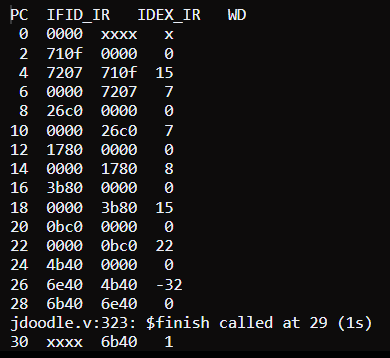 PC IFID_IR IDEX_IR WD
0 0000 xxxx x
2 710f 0000 0
4 7207 710f 15
6 0000 7207 7
8 26c0 0000 0
10 0000 26c0 7
12 1780 0000 0
14 0000 1780 8
16 3b80 0000 0
18 0000 3b80 15
20 0bc0 0000 0
22 0000 0bc0 22
24 4b40 0000 0
26 6e40 4b40 -32
28 6b40 6e40 0
jdoodle.v:323: $finish called at 29 (1s)
30 xxxx 6b40 1